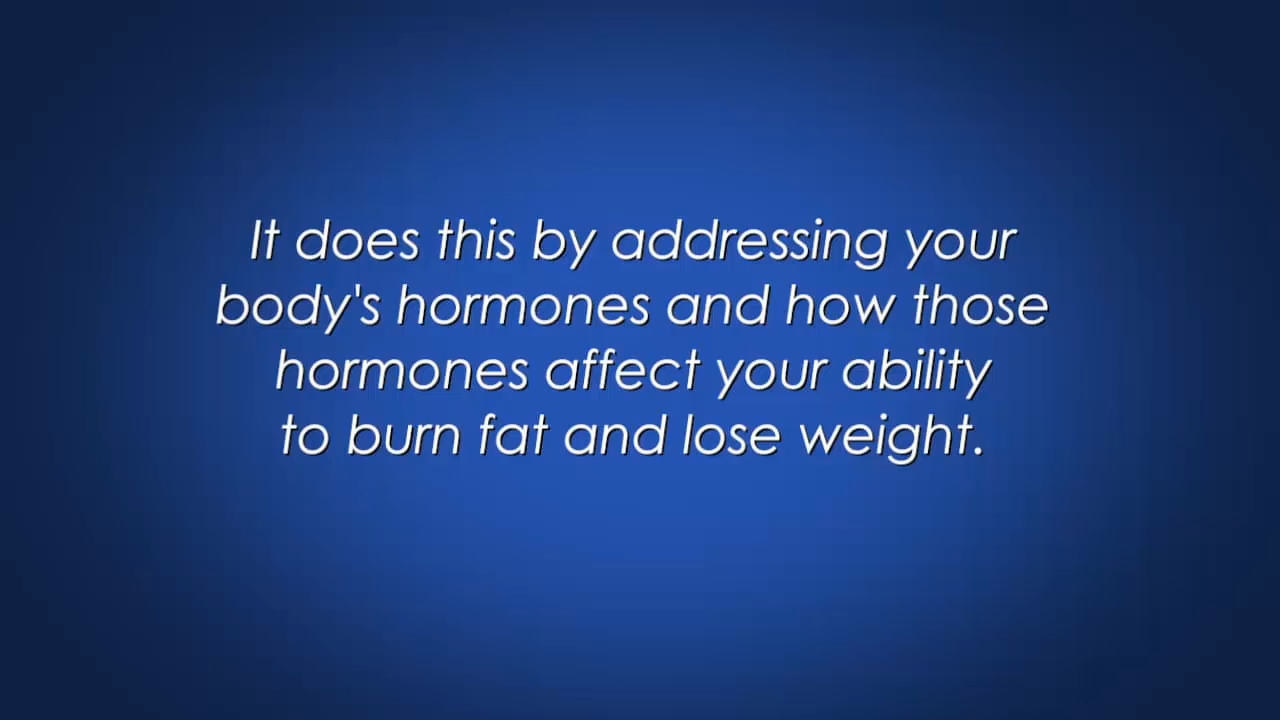 It does this by addressing your
body's hormones and how those
hormones affect your ability
to burn fat and lose weight.